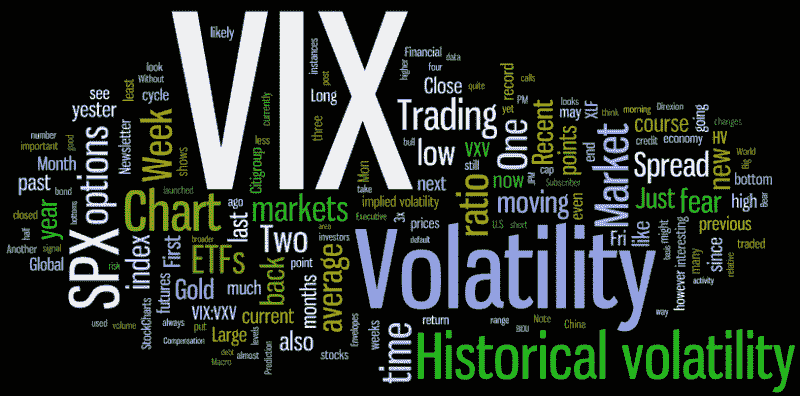 VIX
Volatility
Historical volatility
likely
instances
Financial
data
look
Without
cycle
least
see
yester
Newsletter
Week
shows
number
important
good
Month
past
options
SPX
bond
launched
closed
year
half
bottoms
Another
signal
Global
risk
index
First
futures
Chart
ETFs
broader
Gold
much
VIX:VXV
current
StockCharts
always
put
used
volume
Compensation
Large
levels
debt
Macro
almost
also
Prediction
stocks
months
point
Two
last
ago
markets
back
less
Citigroup
currently
three
post
Long
Mon
take
implied volatility
Executive
3x
area
investors
average
prices
default
Envelopes
weeks
time
return
range
BIDU
Note
China
way
higher
four
quite
Close
record
calls
Trading
yet
PM
bull
low
VXV
still
next
now
ratio
moving
One
JPM
cap
Subscriber
U.S
short
Recent
points
even
looks
may
XLF
end
Market
Fri
like
think
morning
Direxion
course
credit
economy
going
changes
HV
World
Big
new
Spread
bottom
Just
fear
high
Bear
previous
might
traded
however
interesting
many
activity
since
relative